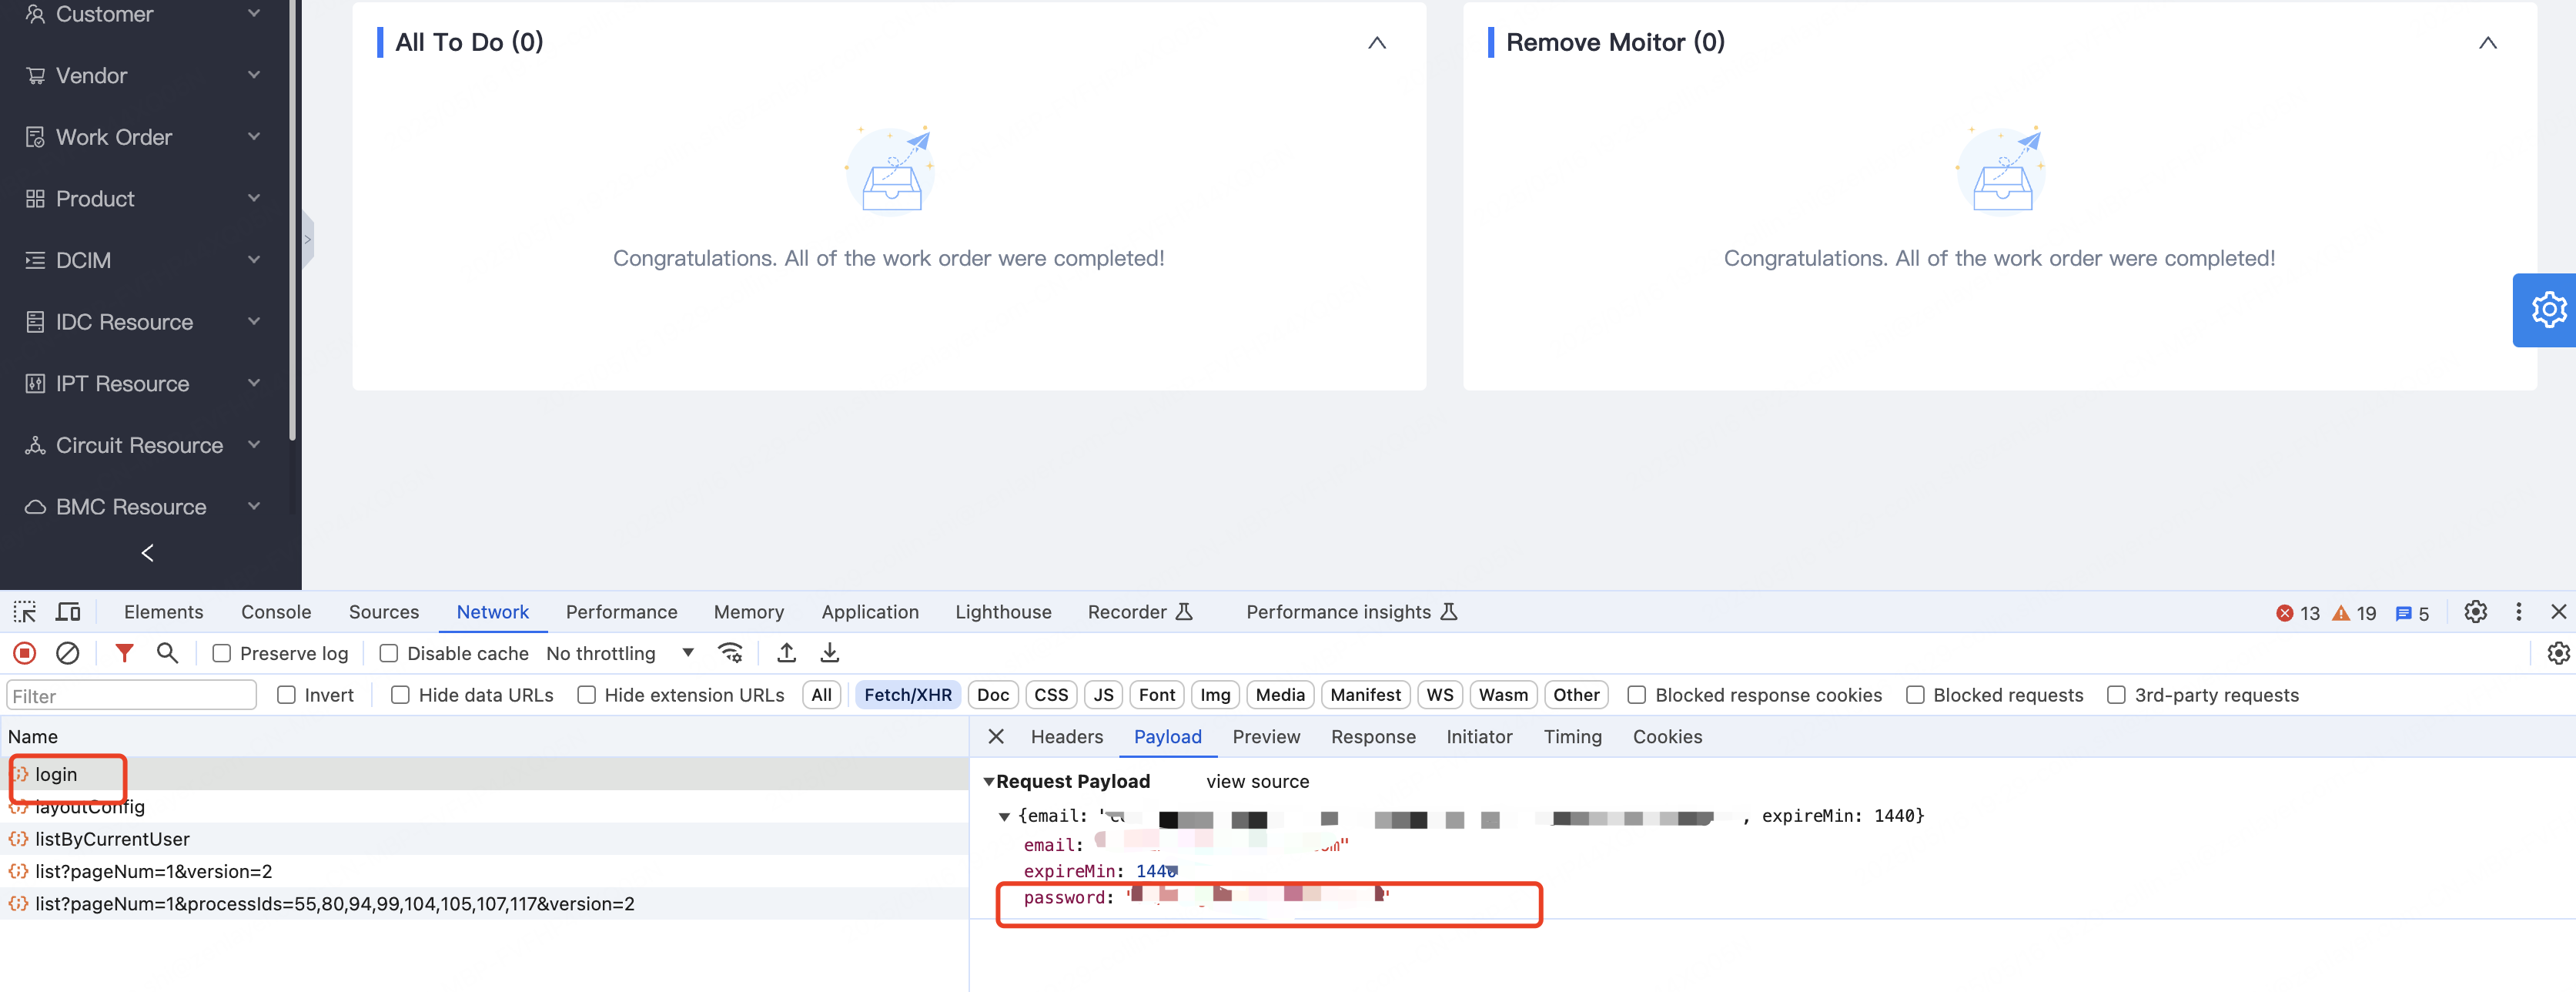 Customer
Vendor
Work Order
Product
DCIM
IDC Resource
IPT Resource
Circuit Resource
BMC Resource
All To Do (0)
Congratulations. All of the work order were completed!
Remove Moitor (0)
Congratulations. All of the work order were completed!
Elements Console Sources Network Performance Memory Application Lighthouse Recorder Performance insights 13 19 5
Preserve log Disable cache No throttling
Filter Invert Hide data URLs Hide extension URLs All Fetch/XHR Doc CSS JS Font Img Media Manifest WS Wasm Other Blocked response cookies Blocked requests 3rd-party requests
Name
login
layoutConfig
listByCurrentUser
list?pageNum=1&version=2
list?pageNum=1&processIds=55,80,94,99,104,105,107,117&version=2
Headers Payload Preview Response Initiator Timing Cookies
Request Payload view source
{email: ", expireMin: 1440}
email: "
expireMin: 1440
password: "